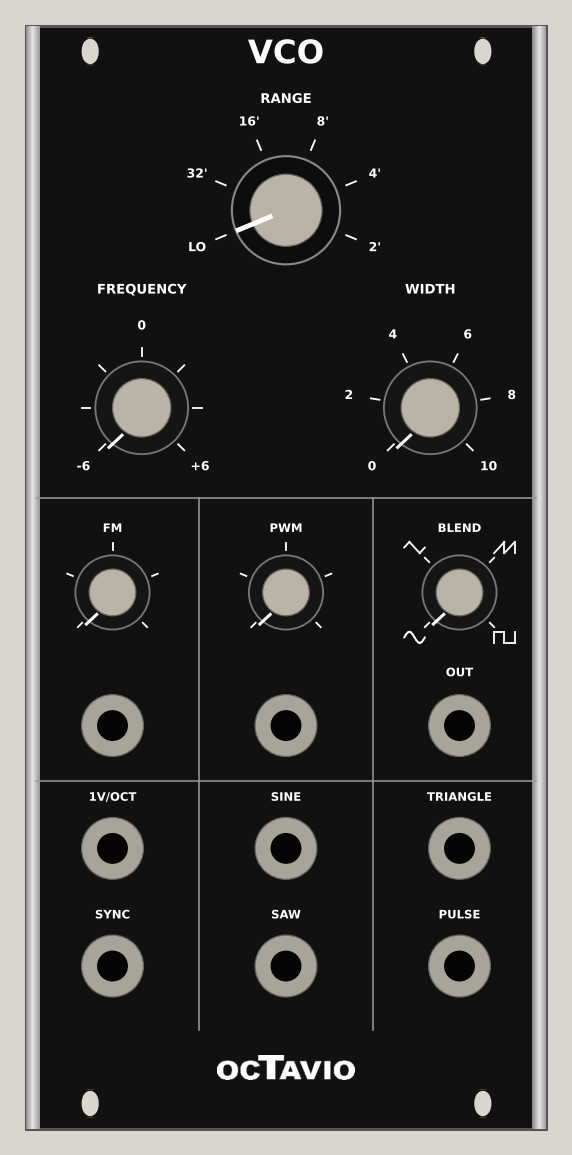 VCO
RANGE
16' 8'
32' 4'
LO 2'
FREQUENCY WIDTH
0
4 6
2 8
-6 +6 0 10
FM PWM BLEND
OUT
1V/OCT SINE TRIANGLE
SYNC SAW PULSE
OCTAVIO